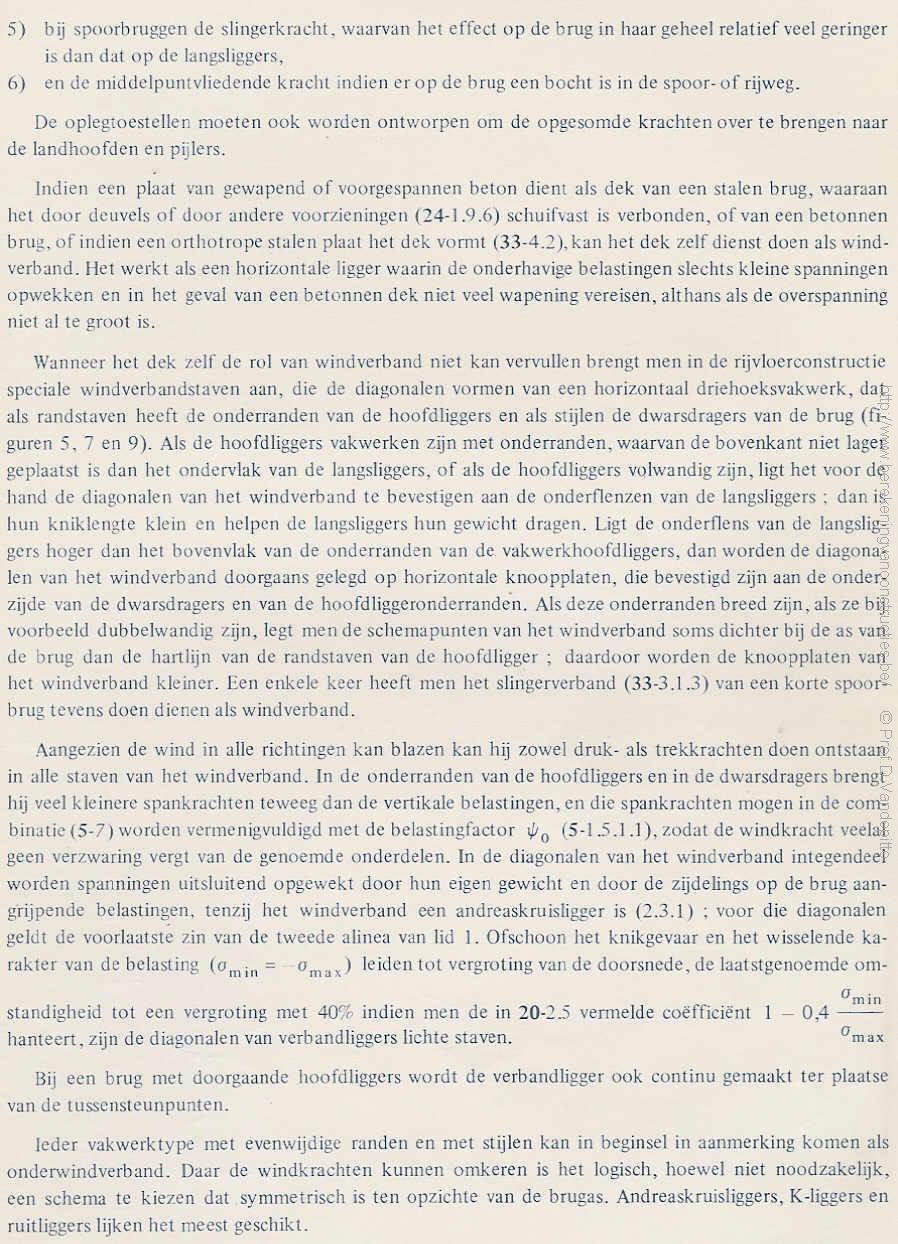 5) bij spoorbruggen de slingerkracht, waarvan het effect op de brug in haar geheel relatief veel geringer
is dan dat op de langsliggers,
6) en de middelpuntvliedende kracht indien er op de brug een bocht is in de spoor- of rijweg.
De oplegtoestellen moeten ook worden ontworpen om de opgesomde krachten over te brengen naar
de landhoofden en pijlers.
Indien een plaat van gewapend of voorgespannen beton dient als dek van een stalen brug, waaraan
het door deuvels of door andere voorzieningen (24-1.9.6) schuifvast is verbonden, of van een betonnen
brug, of indien een orthotrope stalen plaat het dek vormt (33-4.2), kan het dek zelf dienst doen als wind-
verband. Het werkt als een horizontale ligger waarin de onderhavige belastingen slechts kleine spanningen
opwekken en in het geval van een betonnen dek niet veel wapening vereisen, althans als de overspanning
niet al te groot is.
Wanneer het dek zelf de rol van windverband niet kan vervullen brengt men in de rijvloerconstructie
speciale windverbandstaven aan, die de diagonalen vormen van een horizontaal driehoeksvakwerk, dat
als randstaven heeft de onderranden van de hoofdliggers en als stijlen de dwarsdragers van de brug (fi-
guren 5, 7 en 9). Als de hoofdliggers vakwerken zijn met onderranden, waarvan de bovenkant niet lager
geplaatst is dan het ondervlak van de langsliggers, of als de hoofdliggers volwandig zijn, ligt het voor de
hand de diagonalen van het windverband te bevestigen aan de onderflenzen van de langsliggers ; dan is
hun kniklengte klein en helpen de langsliggers hun gewicht dragen. Ligt de onderflens van de langslig-
gers hoger dan het bovenvlak van de onderranden van de vakwerkhoofdliggers, dan worden de diagona-
len van het windverband doorgaans gelegd op horizontale knoopplaten, die bevestigd zijn aan de onder-
zijde van de dwarsdragers en van de hoofdliggeronderranden. Als deze onderranden breed zijn, als ze bij
voorbeeld dubbelwandig zijn, legt men de schemapunten van het windverband soms dichter bij de as van
de brug dan de hartlijn van de randstaven van de hoofdligger ; daardoor worden de knoopplaten van
het windverband kleiner. Een enkele keer heeft men het slingerverband (33-3.1.3) van een korte spoor-
brug tevens doen dienen als windverband.
Aangezien de wind in alle richtingen kan blazen kan hij zowel druk- als trekkrachten doen ontstaan
in alle staven van het windverband. In de onderranden van de hoofdliggers en in de dwarsdragers brengt
hij veel kleinere spankrachten teweeg dan de vertikale belastingen, en die spankrachten mogen in de com-
binatie (5-7) worden vermenigvuldigd met de belastingfactor ψ₀ (5-1.5.1.1), zodat de windkracht veelal
geen verzwaring vergt van de genoemde onderdelen. In de diagonalen van het windverband integendeel
worden spanningen uitsluitend opgewekt door hun eigen gewicht en door de zijdelings op de brug aan-
grijpende belastingen, tenzij het windverband een andreaskruisligger is (2.3.1) ; voor die diagonalen
geldt de voorlaatste zin van de tweede alinea van lid 1. Ofschoon het knikgevaar en het wisselende ka-
rakter van de belasting (σmin = −σmax) leiden tot vergroting van de doorsnede, de laatstgenoemde om-
standigheid tot een vergroting met 40% indien men de in 20-2.5 vermelde coëfficiënt 1 − 0,4 σmin/σmax
hanteert, zijn de diagonalen van verbandliggers lichte staven.
Bij een brug met doorgaande hoofdliggers wordt de verbandligger ook continu gemaakt ter plaatse
van de tussensteunpunten.
Ieder vakwerktype met evenwijdige randen en met stijlen kan in beginsel in aanmerking komen als
onderwindverband. Daar de windkrachten kunnen omkeren is het logisch, hoewel niet noodzakelijk,
een schema te kiezen dat symmetrisch is ten opzichte van de brugas. Andreaskruisliggers, K-liggers en
ruitliggers lijken het meest geschikt.
http://www.berekeningvanconstructies.be © Prof.D.Vandepitte